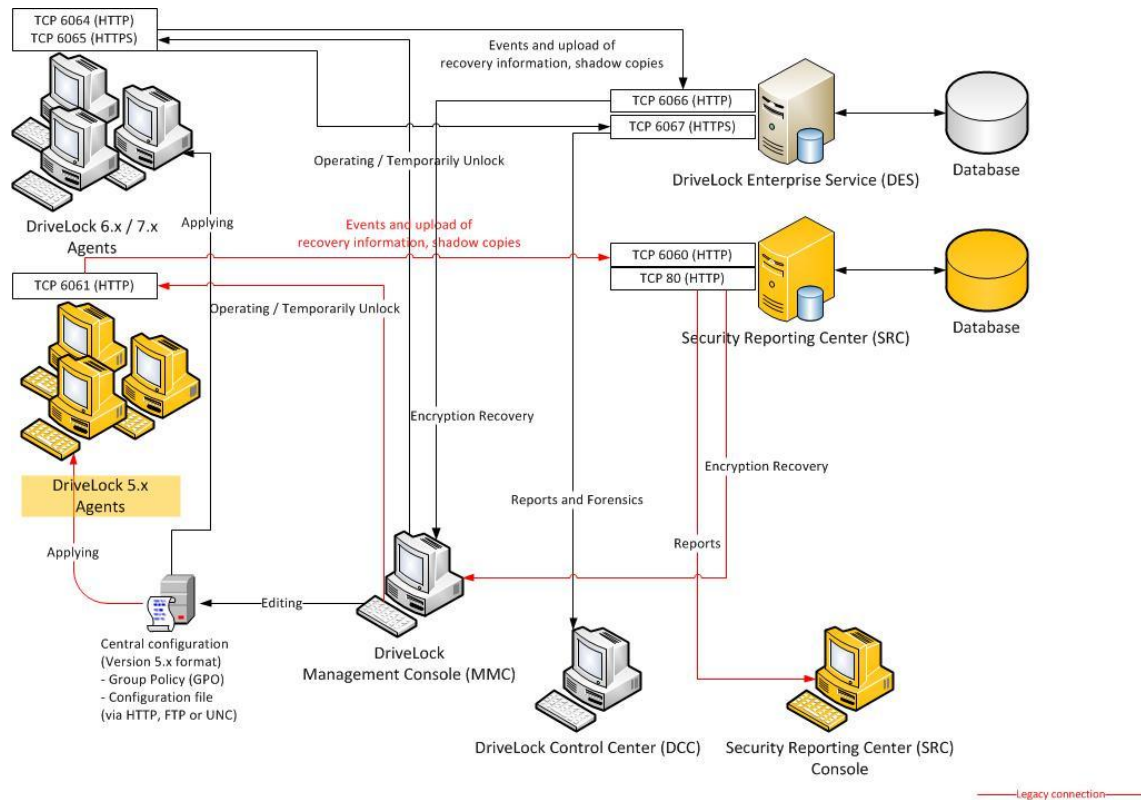 TCP 6064 (HTTP)
TCP 6065 (HTTPS)
Events and upload of
recovery information, shadow copies
TCP 6066 (HTTP)
TCP 6067 (HTTPS)
Operating / Temporarily Unlock
DriveLock Enterprise Service (DES)
Database
DriveLock 6.x / 7.x
Agents
Applying
Events and upload of
recovery information, shadow copies
TCP 6060 (HTTP)
TCP 80 (HTTP)
TCP 6061 (HTTP)
Operating / Temporarily Unlock
Security Reporting Center (SRC)
Database
Encryption Recovery
Encryption Recovery
DriveLock 5.x
Agents
Reports and Forensics
Reports
Applying
Editing
Central configuration
(Version 5.x format)
- Group Policy (GPO)
- Configuration file
(via HTTP, FTP or UNC)
DriveLock
Management Console (MMC)
DriveLock Control Center (DCC)
Security Reporting Center (SRC)
Console
Legacy connection